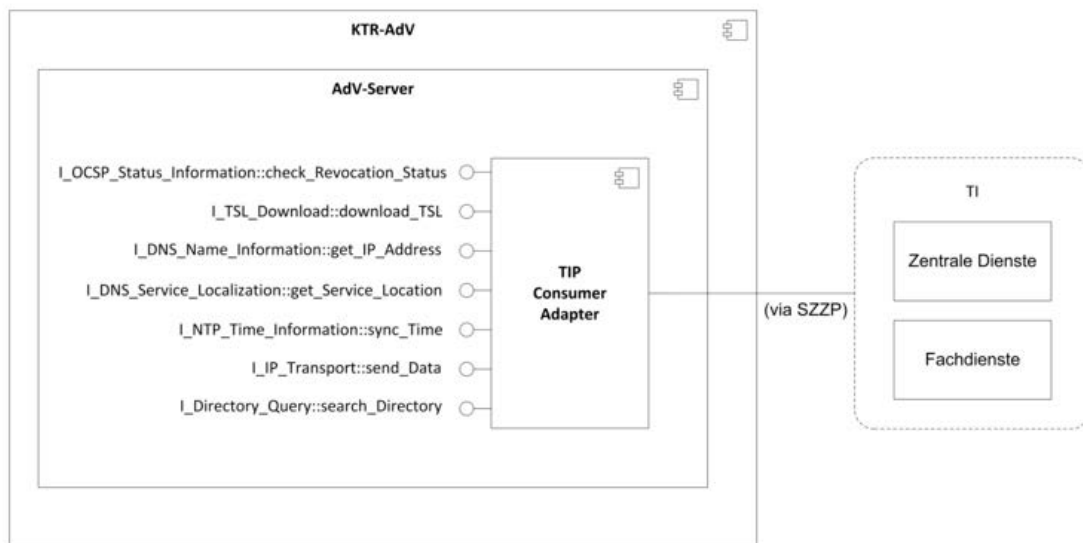 KTR-AdV
AdV-Server
I_OCSP_Status_Information::check_Revocation_Status
I_TSL_Download::download_TSL
I_DNS_Name_Information::get_IP_Address
I_DNS_Service_Localization::get_Service_Location
I_NTP_Time_Information::sync_Time
I_IP_Transport::send_Data
I_Directory_Query::search_Directory
TIP
Consumer
Adapter
(via SZZP)
TI
Zentrale Dienste
Fachdienste